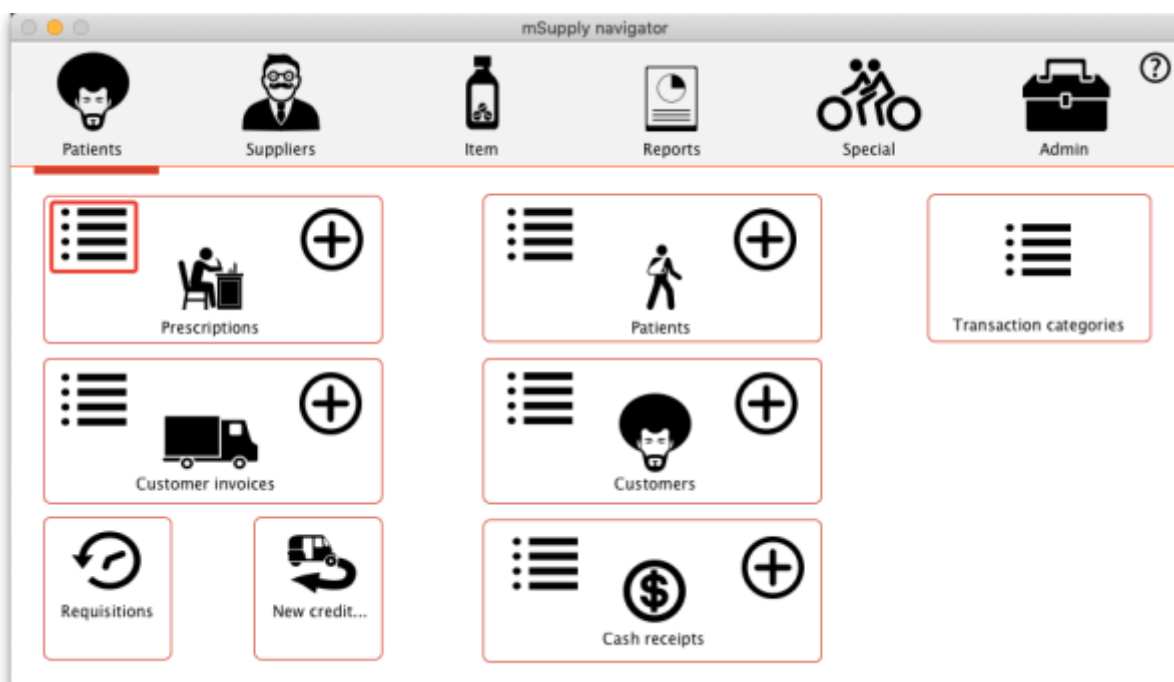 mSupply navigator
?
Patients
Suppliers
Item
Reports
Special
Admin
Prescriptions
Patients
Transaction categories
Customer invoices
Customers
Requisitions
New credit...
$
Cash receipts